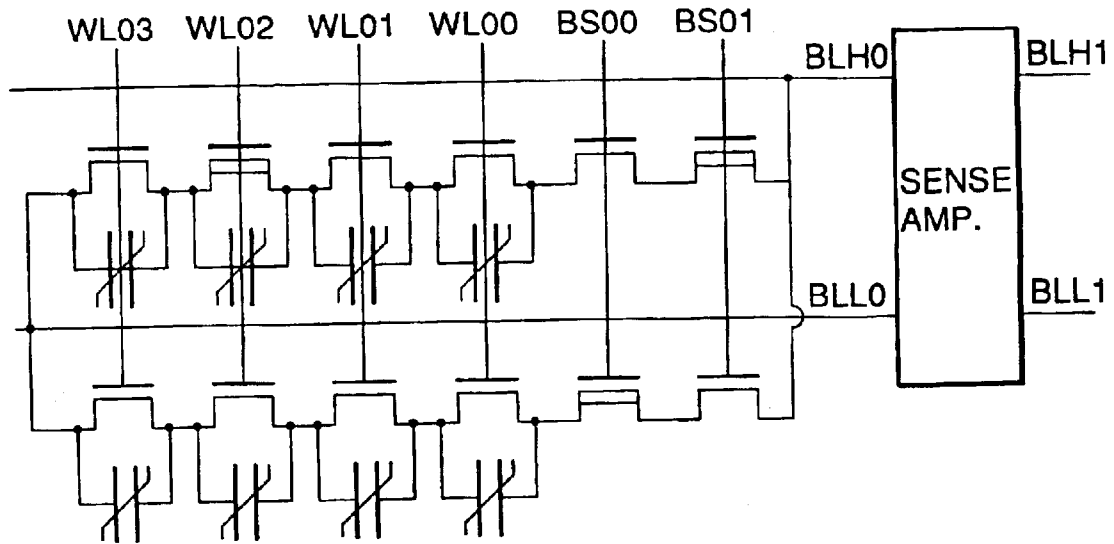 WL03 WL02 WL01 WL00 BS00 BS01
BLH0 BLH1
SENSE
AMP.
BLL0 BLL1